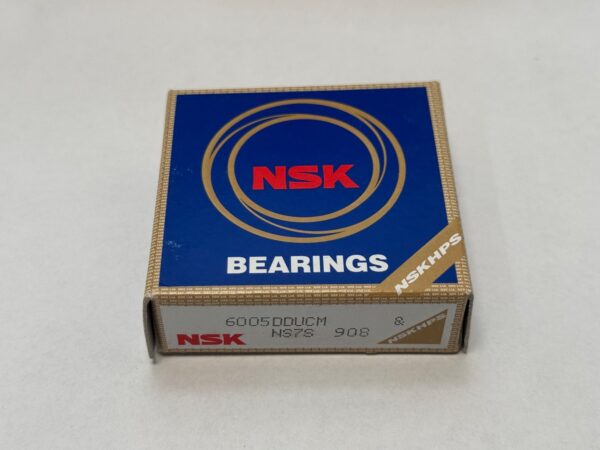 NSK
BEARINGS
NSKHPS
6005DDUCM &
NSK NS7S 908
NSKHPS